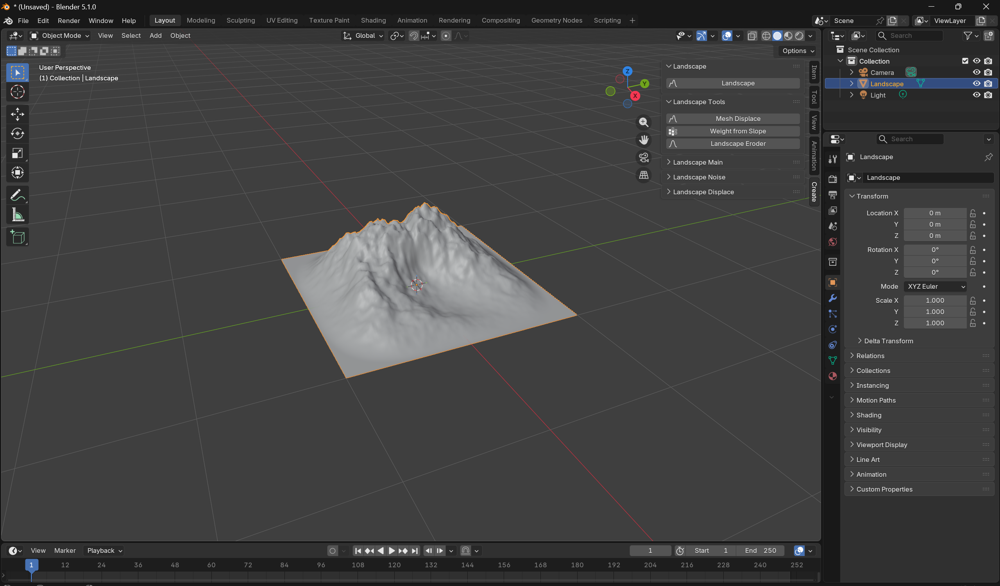 * (Unsaved) - Blender 5.1.0
File Edit Render Window Help Layout Modeling Sculpting UV Editing Texture Paint Shading Animation Rendering Compositing Geometry Nodes Scripting + Scene ViewLayer
Object Mode View Select Add Object Global
Options
User Perspective
(1) Collection | Landscape
Z
Y
X
Landscape
Landscape
Landscape Tools
Mesh Displace
Weight from Slope
Landscape Eroder
Landscape Main
Landscape Noise
Landscape Displace
Item
Tool
View
Animation
Create
Search
Scene Collection
Collection
Camera
Landscape
Light
Search
Landscape
Landscape
Transform
Location X 0 m
Y 0 m
Z 0 m
Rotation X 0°
Y 0°
Z 0°
Mode XYZ Euler
Scale X 1.000
Y 1.000
Z 1.000
Delta Transform
Relations
Collections
Instancing
Motion Paths
Shading
Visibility
Viewport Display
Line Art
Animation
Custom Properties
View Marker Playback 1 Start 1 End 250
1 12 24 36 48 60 72 84 96 108 120 132 144 156 168 180 192 204 216 228 240 252